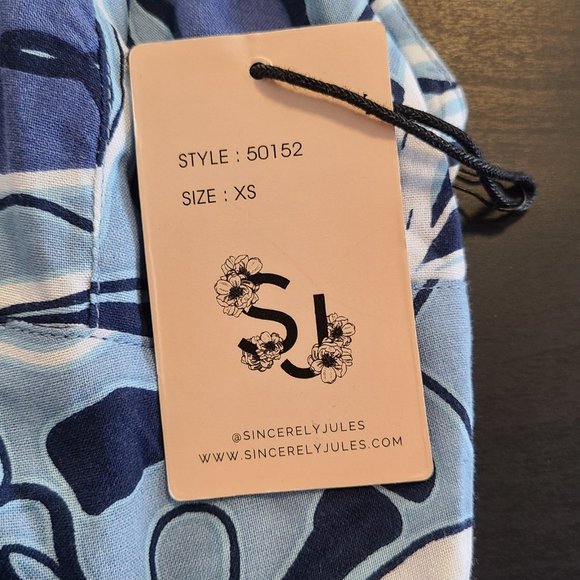 STYLE : 50152
SIZE : XS
SJ
@SINCERELYJULES
WWW.SINCERELYJULES.COM